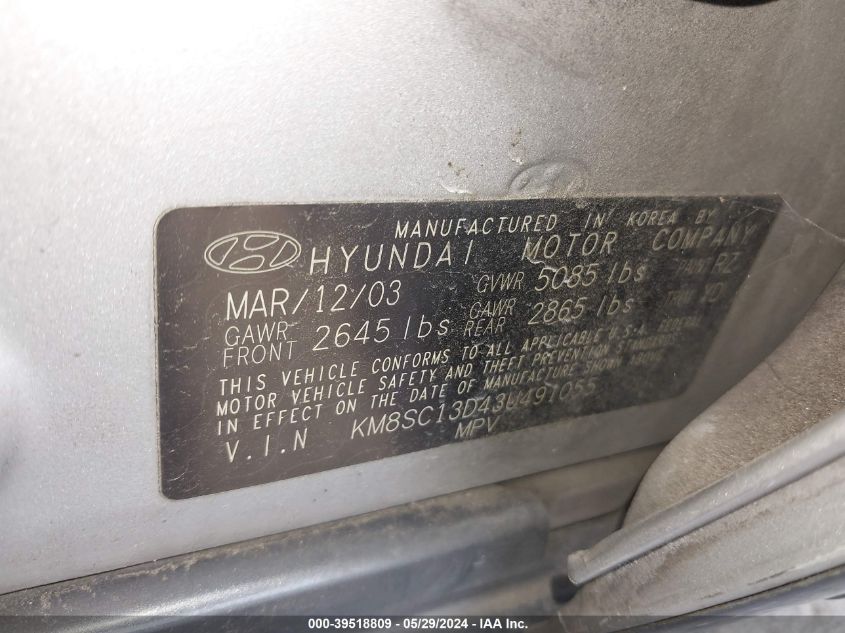 MANUFACTURED IN KOREA BY
HYUNDAI MOTOR COMPANY
MAR/12/03 GVWR 5085 lbs
GAWR FRONT 2645 lbs GAWR REAR 2865 lbs TRIM
THIS VEHICLE CONFORMS TO ALL APPLICABLE U.S.A. FEDERAL
MOTOR VEHICLE SAFETY AND THEFT PREVENTION STANDARDS
IN EFFECT ON THE DATE OF MANUFACTURE SHOWN ABOVE.
V.I.N KM8SC13D43U491055
MPV
000-39518809 - 05/29/2024 - IAA Inc.